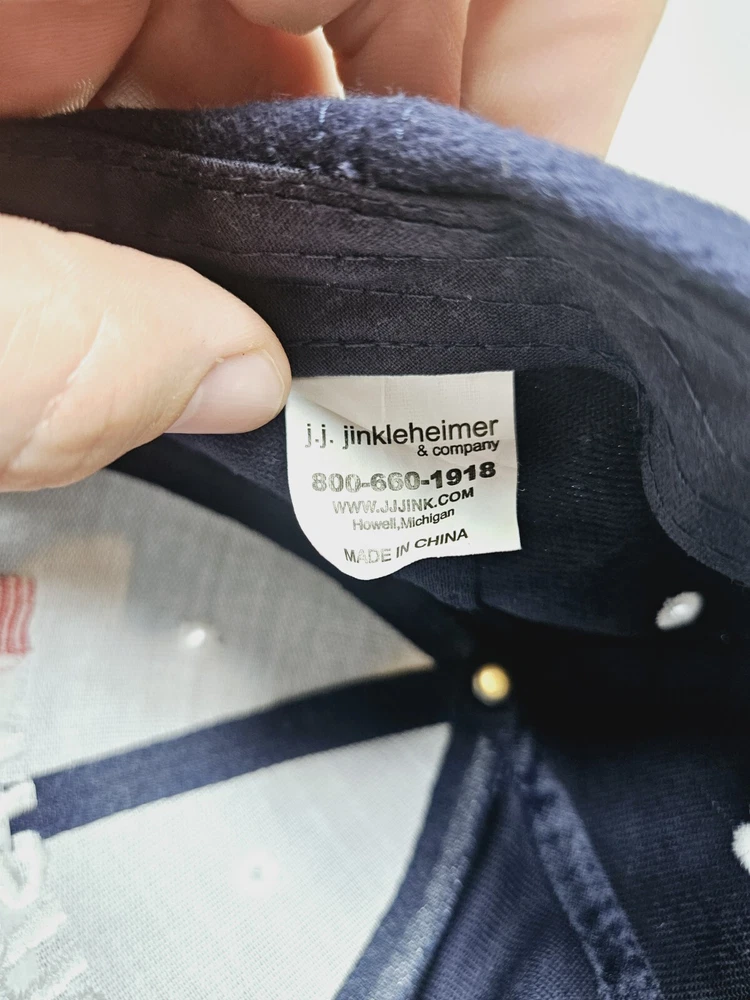 j.j. jinkleheimer
& company
800-660-1918
WWW.JJJINK.COM
Howell,Michigan
MADE IN CHINA